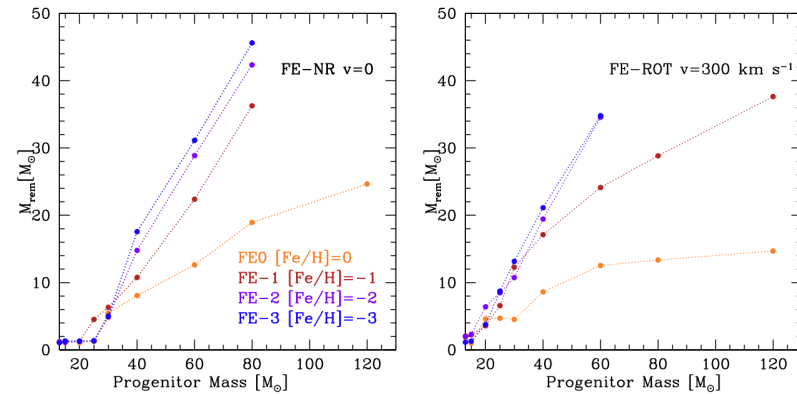 50
40
30
20
10
0
M_rem[M_⊙]
FE−NR v=0
FE0 [Fe/H]=0
FE−1 [Fe/H]=−1
FE−2 [Fe/H]=−2
FE−3 [Fe/H]=−3
20 40 60 80 100 120
Progenitor Mass [M_⊙]
50
40
30
20
10
0
M_rem[M_⊙]
FE−ROT v=300 km s⁻¹
20 40 60 80 100 120
Progenitor Mass [M_⊙]